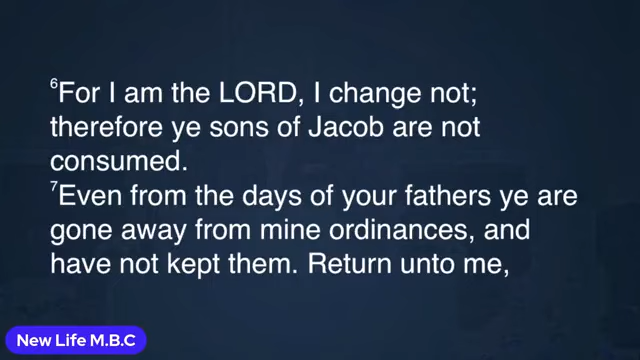 ⁶For I am the LORD, I change not;
therefore ye sons of Jacob are not
consumed.
⁷Even from the days of your fathers ye are
gone away from mine ordinances, and
have not kept them. Return unto me,
New Life M.B.C